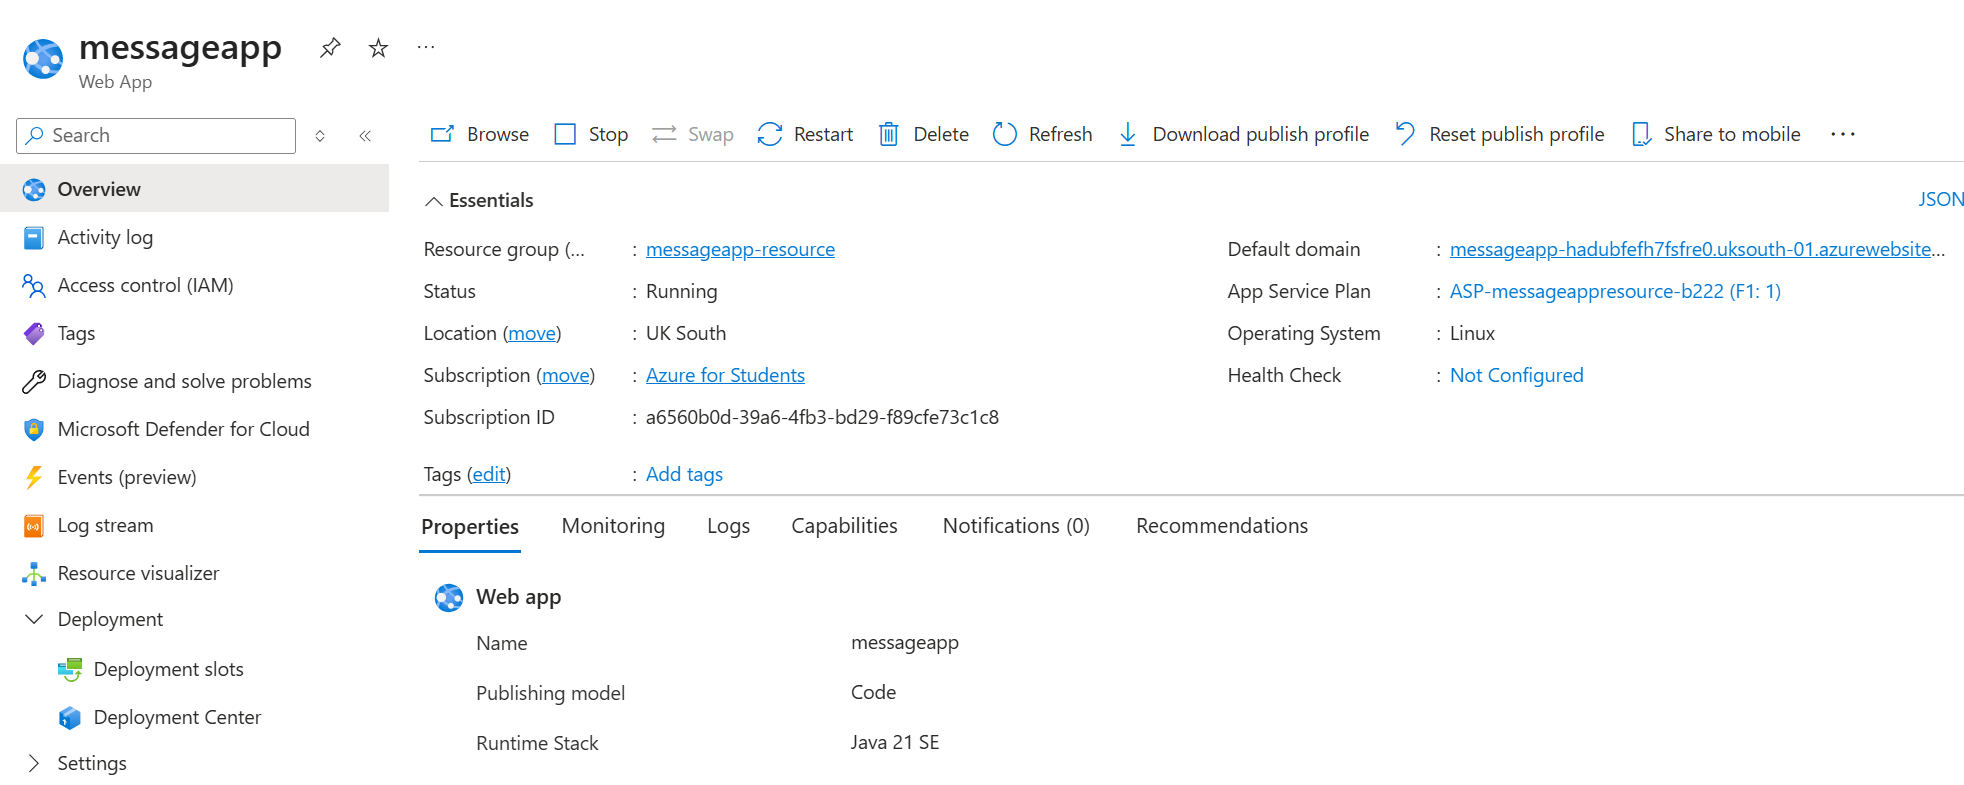 messageapp
Web App
Search
Browse
Stop
Swap
Restart
Delete
Refresh
Download publish profile
Reset publish profile
Share to mobile
Overview
Activity log
Access control (IAM)
Tags
Diagnose and solve problems
Microsoft Defender for Cloud
Events (preview)
Log stream
Resource visualizer
Deployment
Deployment slots
Deployment Center
Settings
Essentials
JSON
Resource group (... : messageapp-resource
Status : Running
Location (move) : UK South
Subscription (move) : Azure for Students
Subscription ID : a6560b0d-39a6-4fb3-bd29-f89cfe73c1c8
Tags (edit) : Add tags
Default domain : messageapp-hadubfefh7fsfre0.uksouth-01.azurewebsite...
App Service Plan : ASP-messageappresource-b222 (F1: 1)
Operating System : Linux
Health Check : Not Configured
Properties
Monitoring
Logs
Capabilities
Notifications (0)
Recommendations
Web app
Name messageapp
Publishing model Code
Runtime Stack Java 21 SE